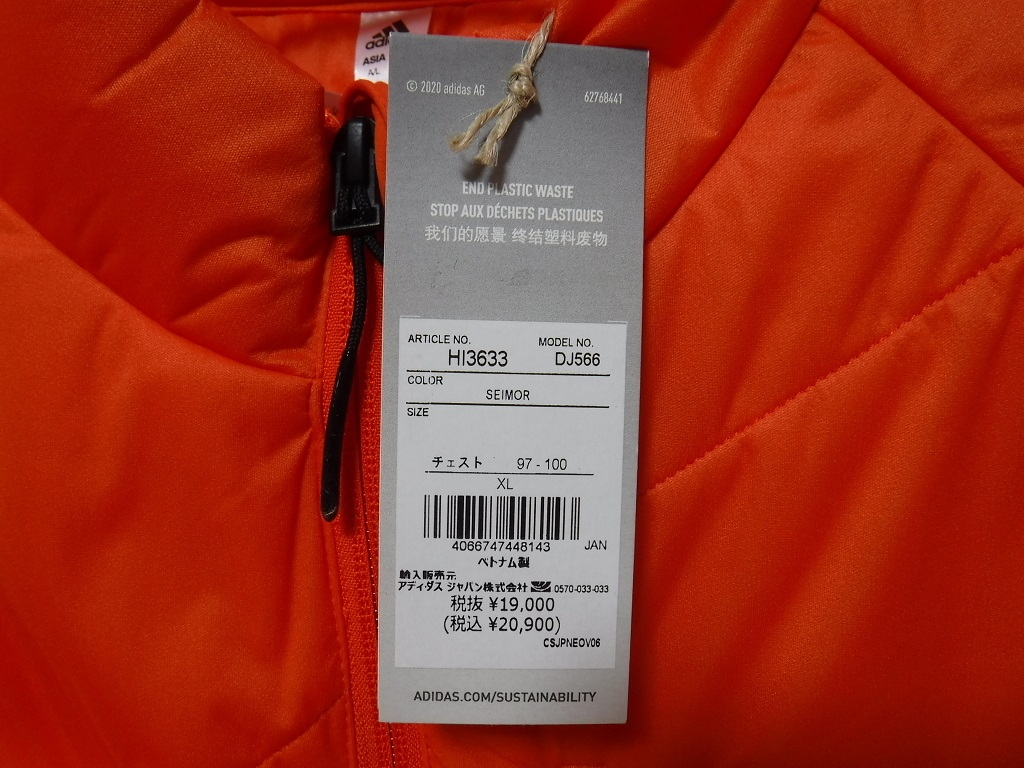 adidas
ASIA
A/L
© 2020 adidas AG
62768441
END PLASTIC WASTE
STOP AUX DÉCHETS PLASTIQUES
我们的愿景 终结塑料废物
ARTICLE NO. MODEL NO.
HI3633 DJ566
COLOR
SEIMOR
SIZE
チェスト 97 - 100
XL
4066747448143 JAN
ベトナム製
輸入販売元
アディダス ジャパン株式会社 0570-033-033
税抜 ¥19,000
(税込 ¥20,900)
CSJPNEOV06
ADIDAS.COM/SUSTAINABILITY